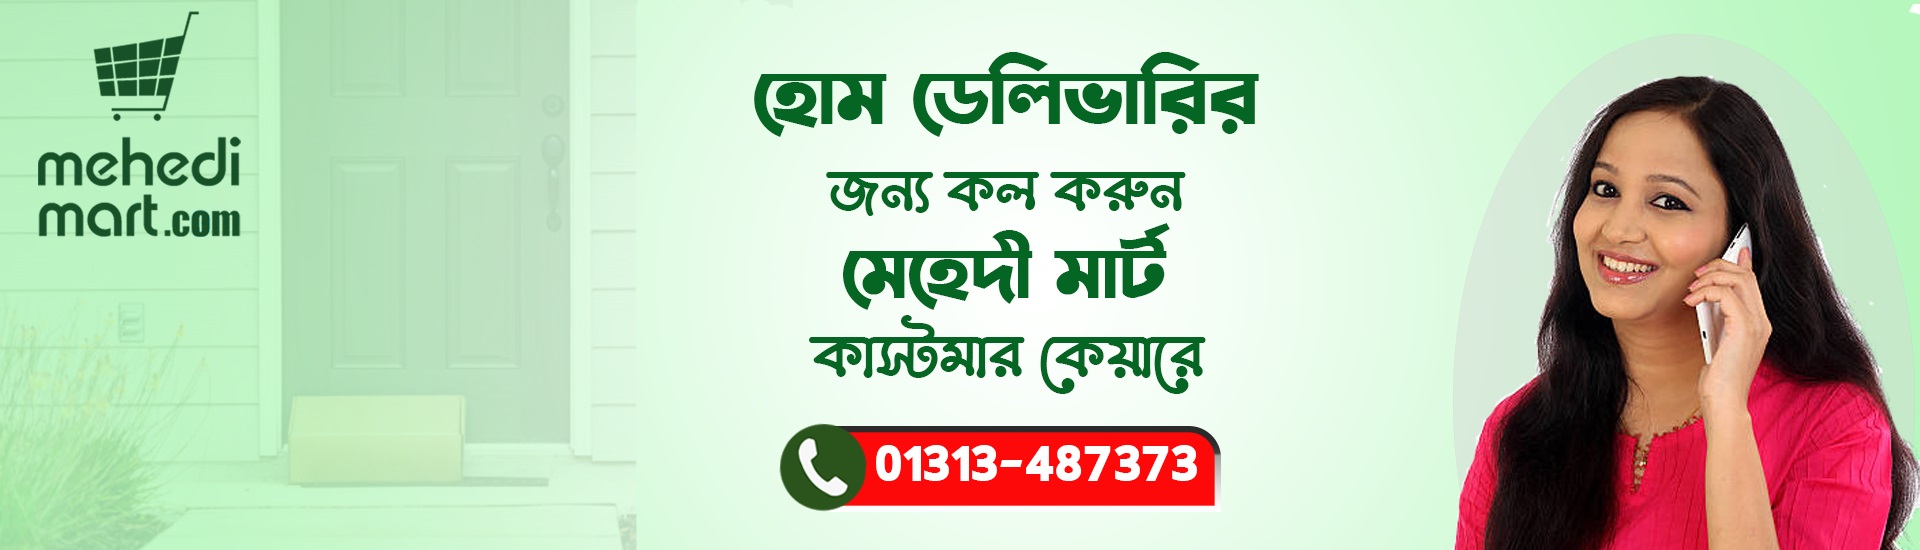 mehedi
mart.com
হোম ডেলিভারির
জন্য কল করুন
মেহেদী মার্ট
কাস্টমার কেয়ারে
01313-487373